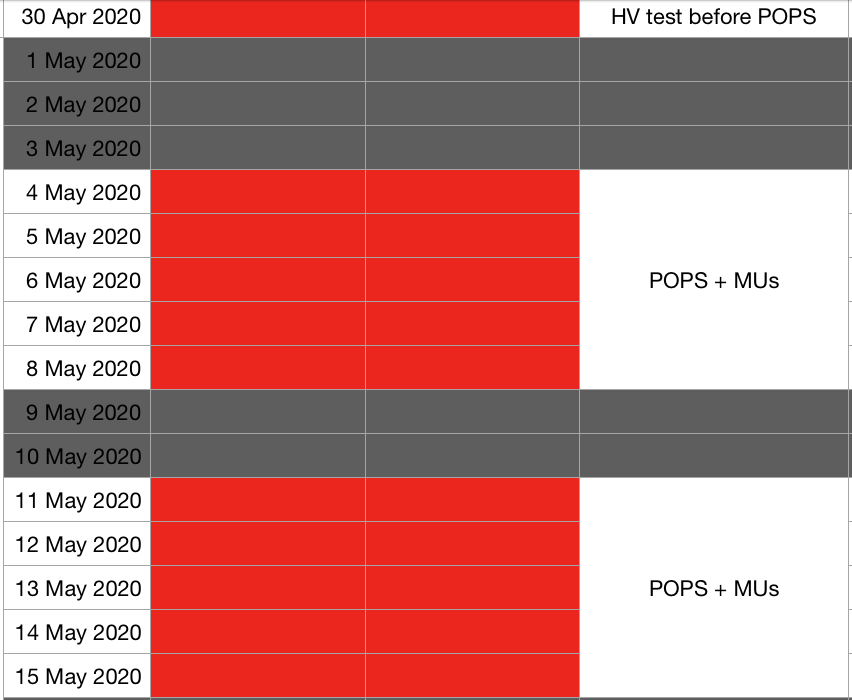 30 Apr 2020 HV test before POPS
1 May 2020
2 May 2020
3 May 2020
4 May 2020
5 May 2020
6 May 2020 POPS + MUs
7 May 2020
8 May 2020
9 May 2020
10 May 2020
11 May 2020
12 May 2020
13 May 2020 POPS + MUs
14 May 2020
15 May 2020